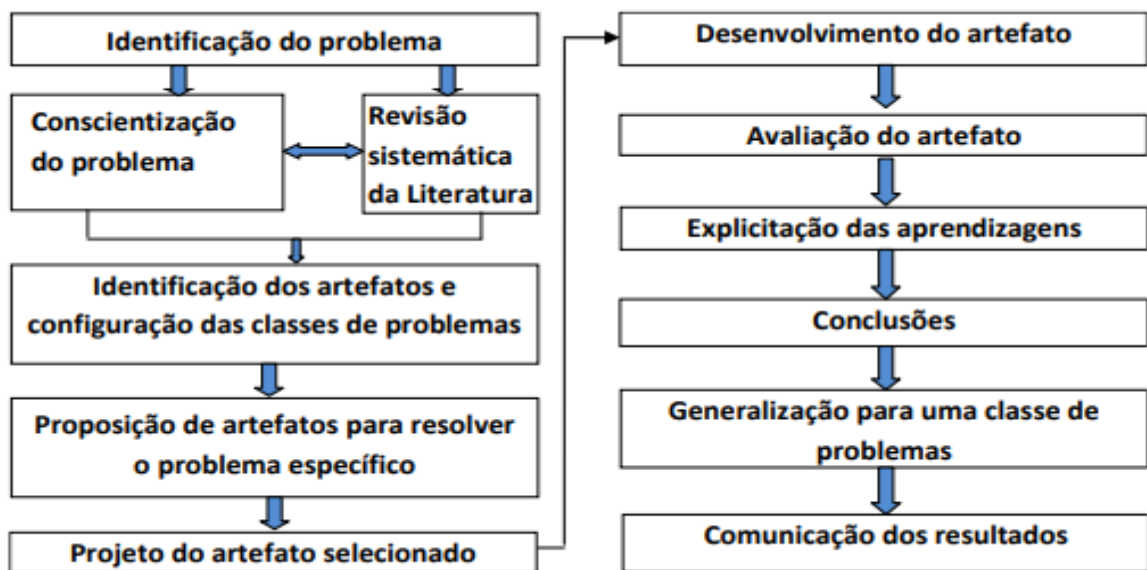 Identificação do problema
Conscientização
do problema
Revisão
sistemática
da Literatura
Identificação dos artefatos e
configuração das classes de problemas
Proposição de artefatos para resolver
o problema específico
Projeto do artefato selecionado
Desenvolvimento do artefato
Avaliação do artefato
Explicitação das aprendizagens
Conclusões
Generalização para uma classe de
problemas
Comunicação dos resultados